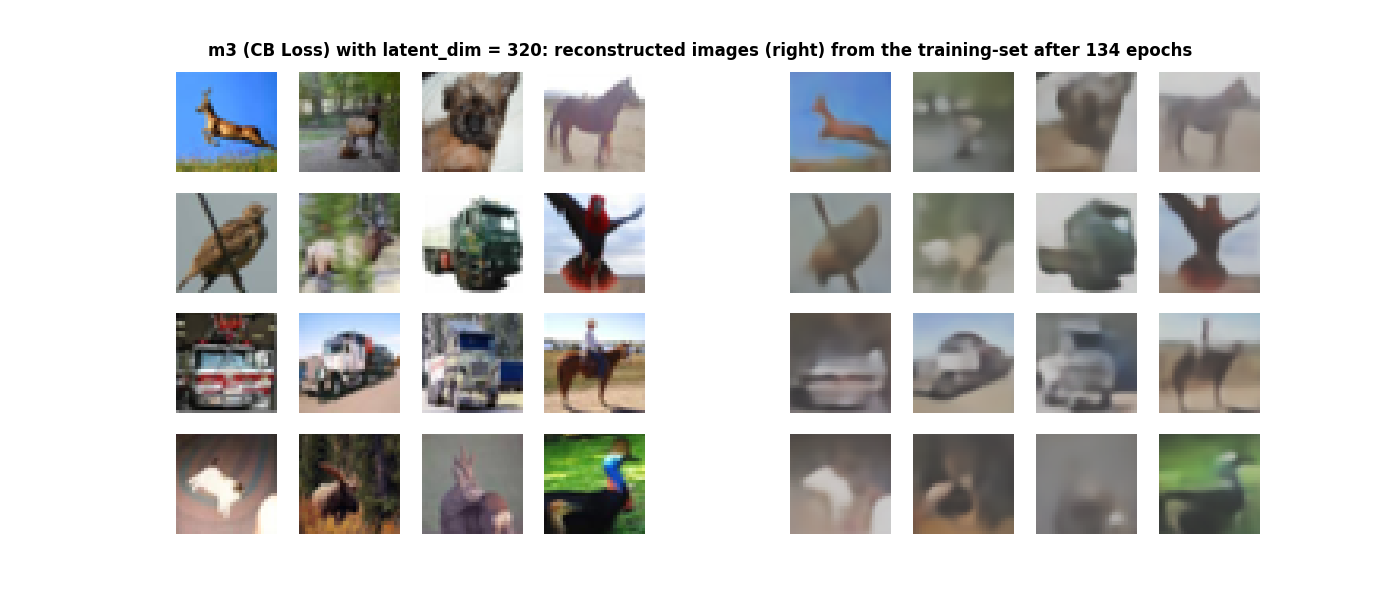 m3 (CB Loss) with latent_dim = 320: reconstructed images (right) from the training-set after 134 epochs